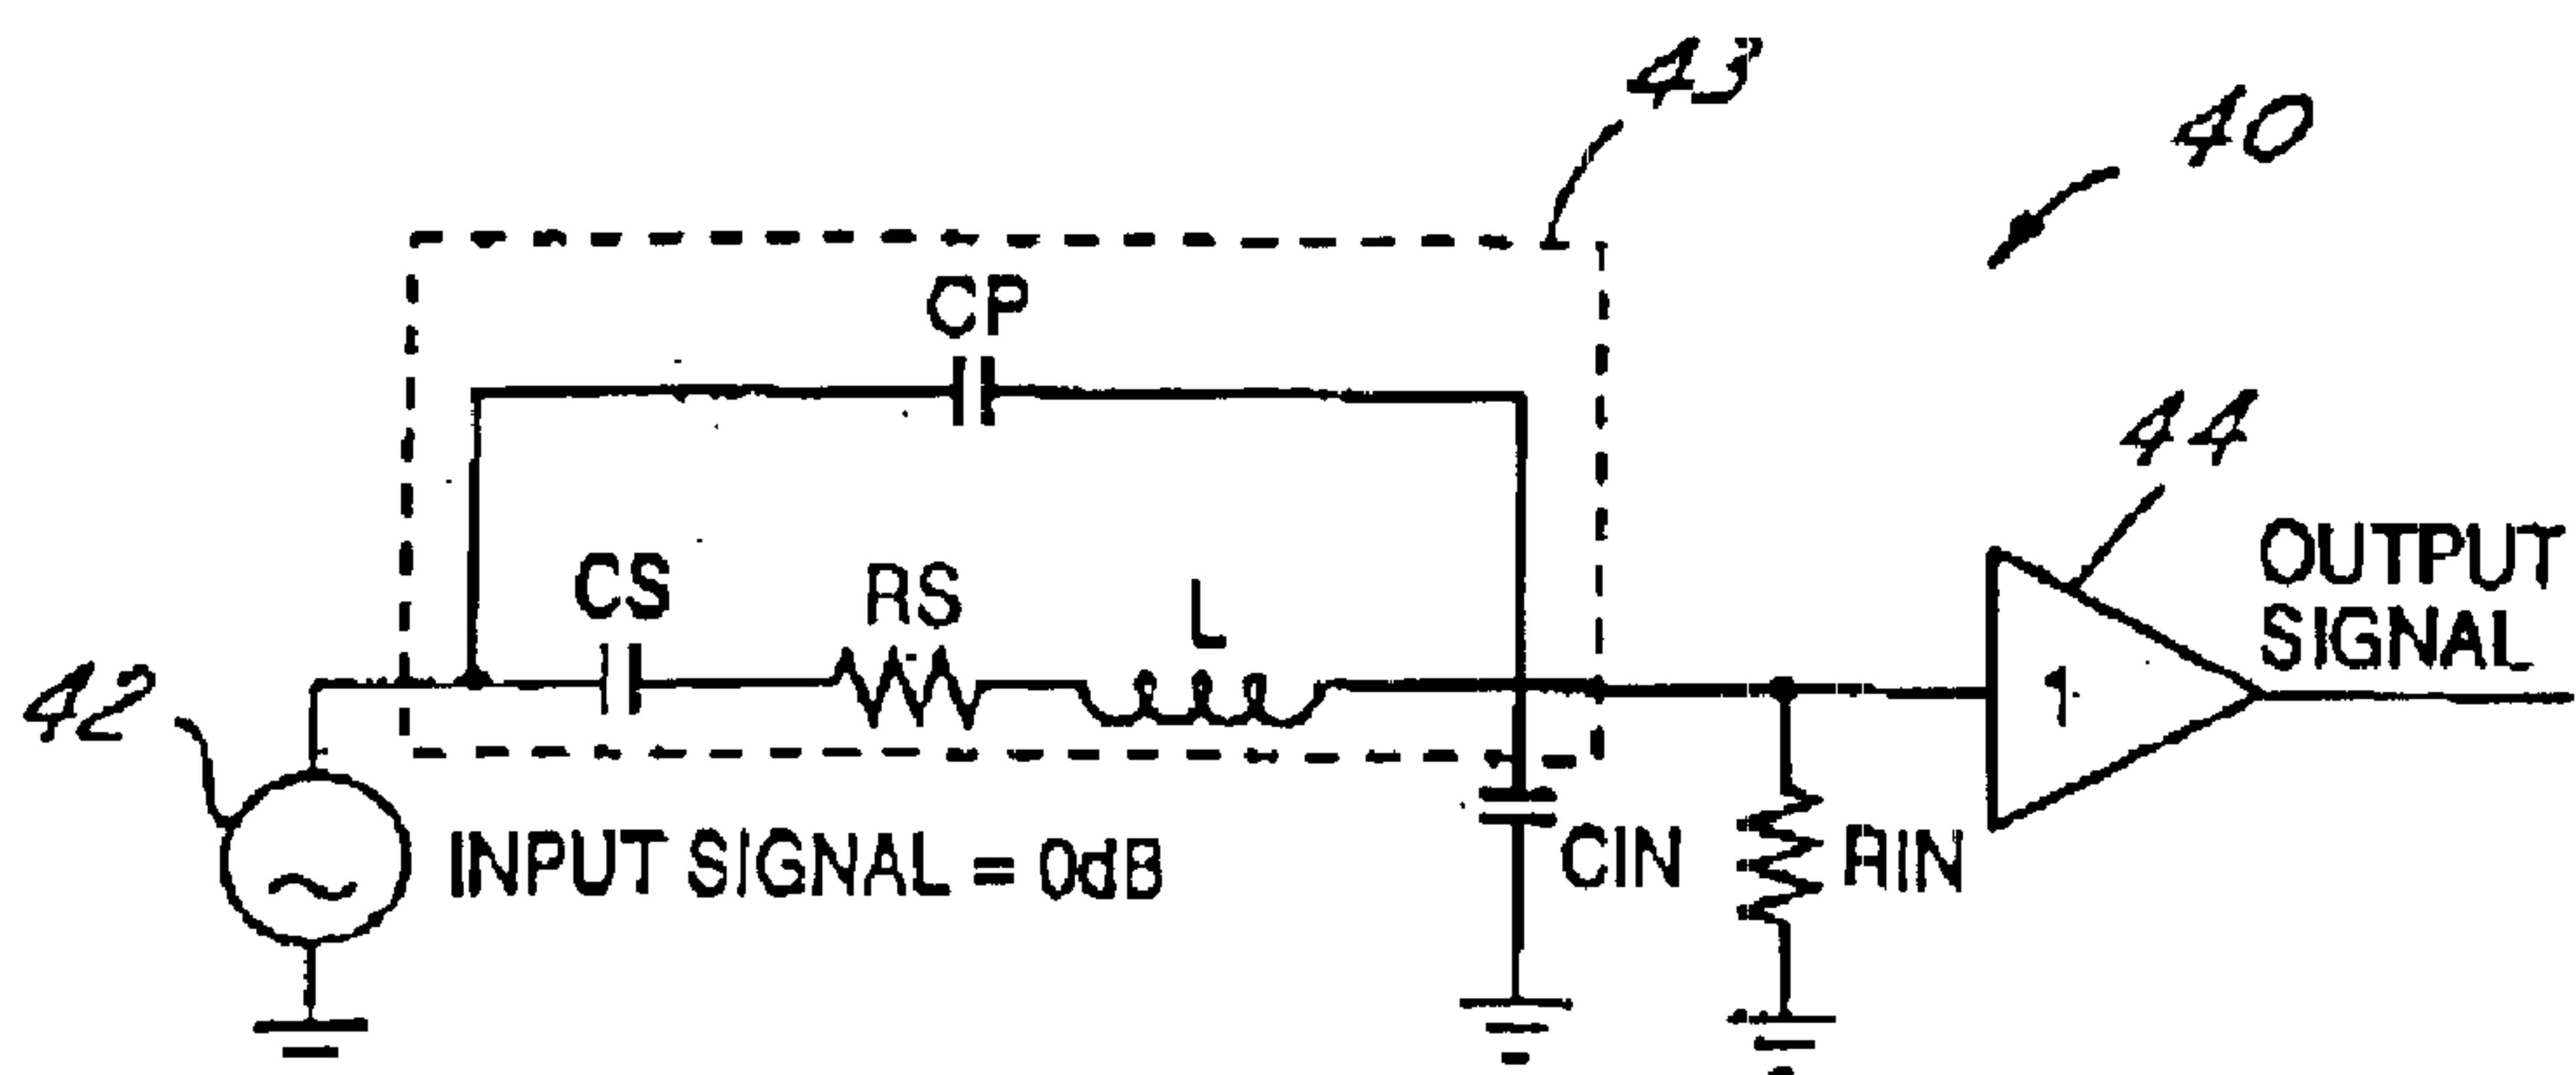 43
40
CP
44
CS
RS
L
OUTPUT
SIGNAL
42
1
INPUT SIGNAL = 0dB
CIN
RIN